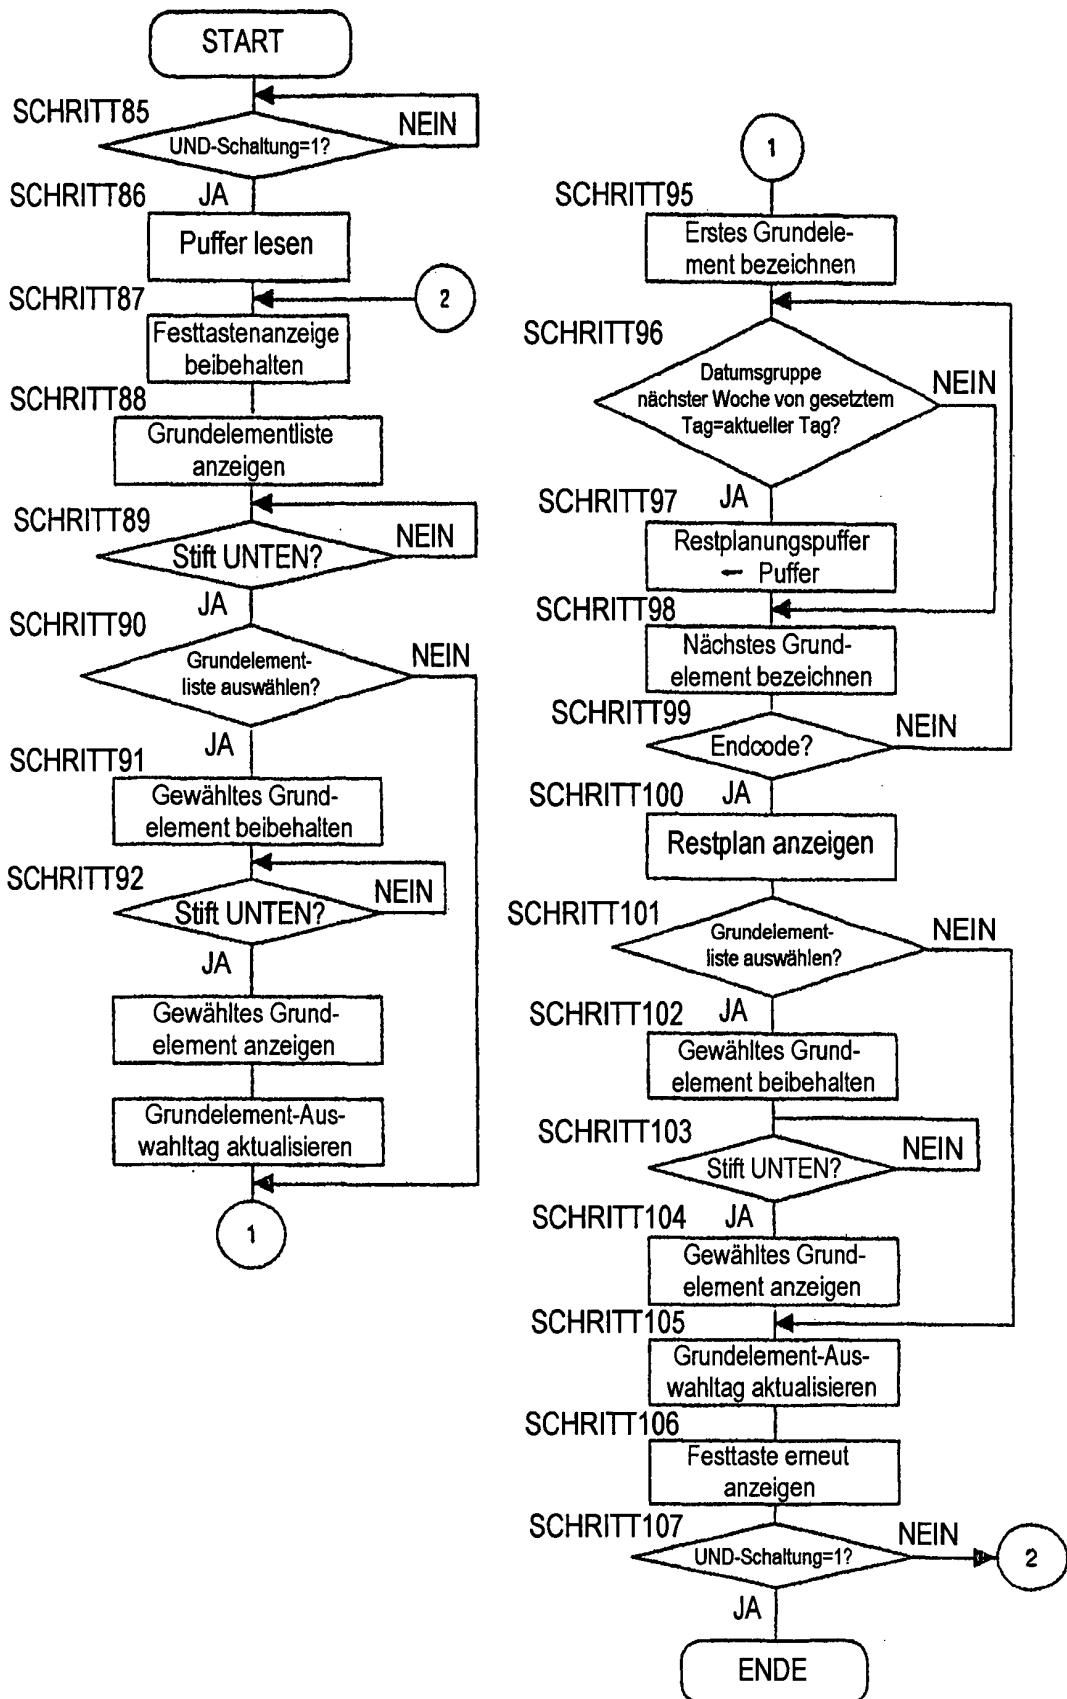 START
SCHRITT85
NEIN
UND-Schaltung=1?
SCHRITT86
JA
Puffer lesen
SCHRITT87
2
Festtastenanzeige
beibehalten
SCHRITT88
Grundelementliste
anzeigen
SCHRITT89
NEIN
Stift UNTEN?
JA
SCHRITT90
NEIN
Grundelement-
liste auswählen?
JA
SCHRITT91
Gewähltes Grund-
element beibehalten
SCHRITT92
NEIN
Stift UNTEN?
JA
Gewähltes Grund-
element anzeigen
Grundelement-Aus-
wahltag aktualisieren
1
1
SCHRITT95
Erstes Grundele-
ment bezeichnen
SCHRITT96
NEIN
Datumsgruppe
nächster Woche von gesetztem
Tag=aktueller Tag?
JA
SCHRITT97
Restplanungspuffer
← Puffer
SCHRITT98
Nächstes Grund-
element bezeichnen
SCHRITT99
NEIN
Endcode?
JA
SCHRITT100
Restplan anzeigen
SCHRITT101
NEIN
Grundelement-
liste auswählen?
JA
SCHRITT102
Gewähltes Grund-
element beibehalten
SCHRITT103
NEIN
Stift UNTEN?
SCHRITT104
JA
Gewähltes Grund-
element anzeigen
SCHRITT105
Grundelement-Aus-
wahltag aktualisieren
SCHRITT106
Festtaste erneut
anzeigen
SCHRITT107
NEIN
UND-Schaltung=1?
2
JA
ENDE